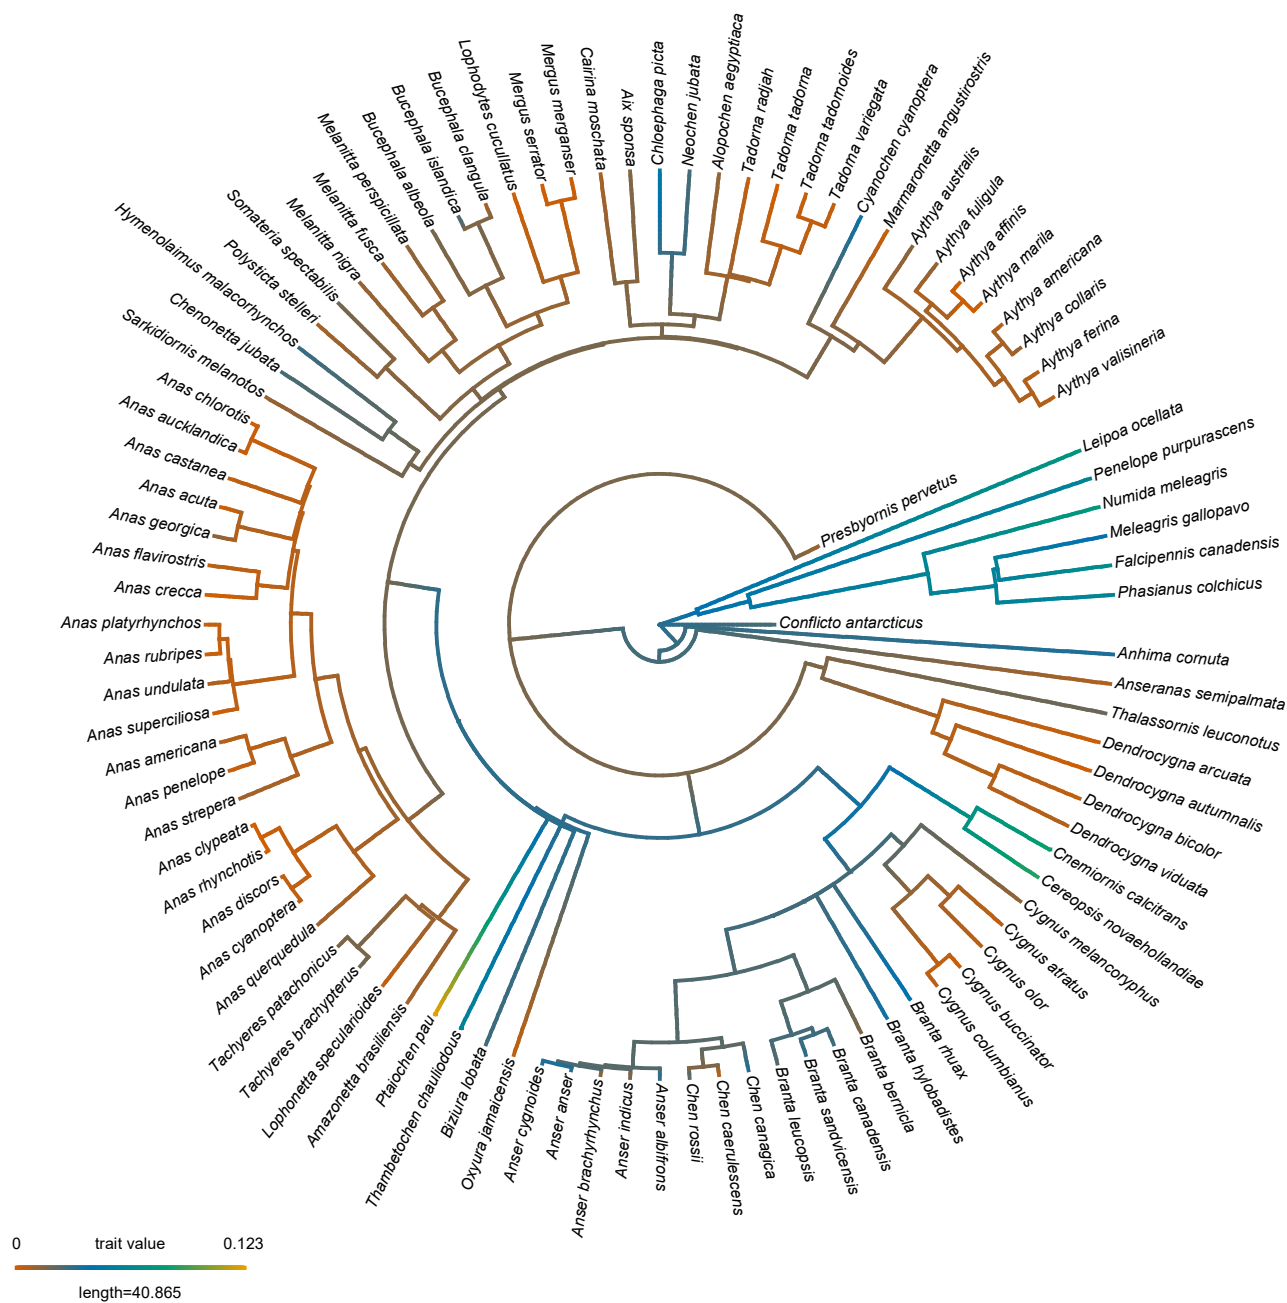 Lophodytes cucullatus
Mergus serrator
Mergus merganser
Cairina moschata
Aix sponsa
Chloephaga picta
Neochen jubata
Alopochen aegyptiaca
Tadorna radjah
Tadorna tadorna
Tadorna tadornoides
Tadorna variegata
Cyanochen cyanoptera
Marmaronetta angustirostris
Aythya australis
Aythya fuligula
Aythya affinis
Aythya marila
Aythya americana
Aythya collaris
Aythya ferina
Aythya valisineria
Leipoa ocellata
Penelope purpurascens
Numida meleagris
Meleagris gallopavo
Falcipennis canadensis
Phasianus colchicus
Presbyornis pervetus
Conflicto antarcticus
Anhima cornuta
Anseranas semipalmata
Thalassornis leuconotus
Dendrocygna arcuata
Dendrocygna autumnalis
Dendrocygna bicolor
Dendrocygna viduata
Cnemiornis calcitrans
Cereopsis novaehollandiae
Cygnus melancoryphus
Cygnus atratus
Cygnus olor
Cygnus buccinator
Cygnus columbianus
Branta rhuax
Branta hylobadistes
Branta bernicla
Branta canadensis
Branta sandvicensis
Branta leucopsis
Chen canagica
Chen caerulescens
Chen rossii
Anser albifrons
Anser indicus
Anser brachyrhynchus
Anser anser
Anser cygnoides
Oxyura jamaicensis
Biziura lobata
Thambetochen chauliodous
Ptaiochen pau
Amazonetta brasiliensis
Lophonetta specularioides
Tachyeres brachypterus
Tachyeres patachonicus
Anas querquedula
Anas cyanoptera
Anas discors
Anas rhynchotis
Anas clypeata
Anas strepera
Anas penelope
Anas americana
Anas superciliosa
Anas undulata
Anas rubripes
Anas platyrhynchos
Anas crecca
Anas flavirostris
Anas georgica
Anas acuta
Anas castanea
Anas aucklandica
Anas chlorotis
Sarkidiornis melanotos
Chenonetta jubata
Hymenolaimus malacorhynchos
Polysticta stelleri
Somateria spectabilis
Melanitta nigra
Melanitta fusca
Melanitta perspicillata
Bucephala albeola
Bucephala islandica
Bucephala clangula
0 trait value 0.123
length=40.865